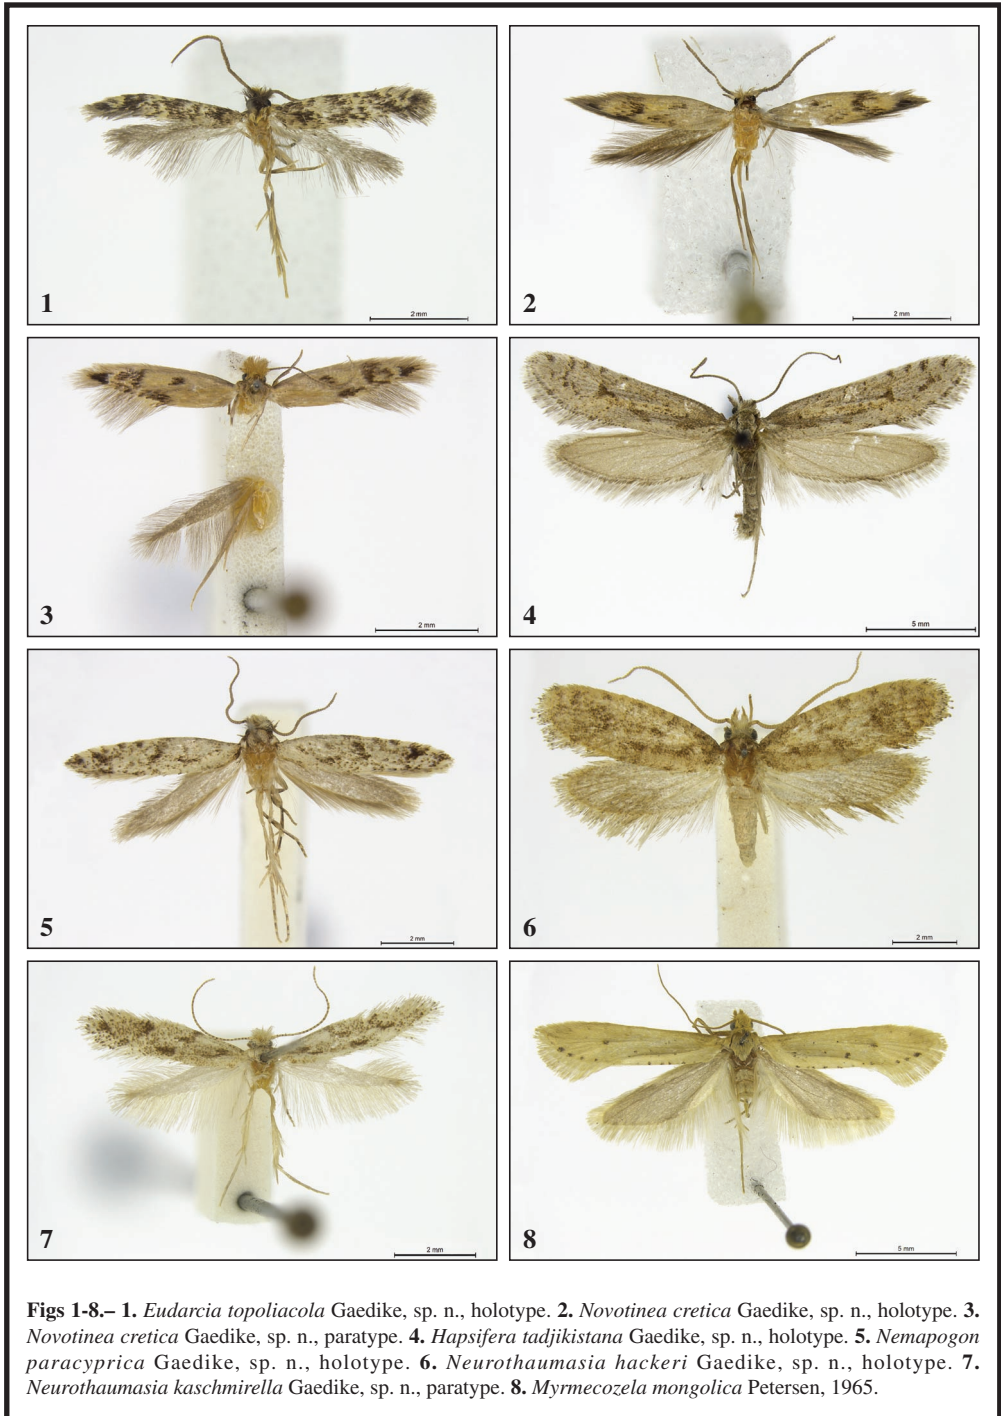 1
2 mm
2
2 mm
3
2 mm
4
5 mm
5
2 mm
6
2 mm
7
2 mm
8
5 mm
Figs 1-8.– 1. Eudarcia topoliacola Gaedike, sp. n., holotype. 2. Novotinea cretica Gaedike, sp. n., holotype. 3.
Novotinea cretica Gaedike, sp. n., paratype. 4. Hapsifera tadjikistana Gaedike, sp. n., holotype. 5. Nemapogon
paracyprica Gaedike, sp. n., holotype. 6. Neurothaumasia hackeri Gaedike, sp. n., holotype. 7.
Neurothaumasia kaschmirella Gaedike, sp. n., paratype. 8. Myrmecozela mongolica Petersen, 1965.